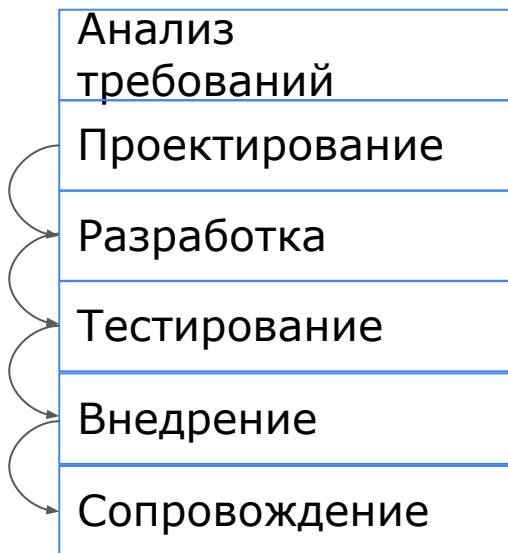 Анализ
требований
Проектирование
Разработка
Тестирование
Внедрение
Сопровождение